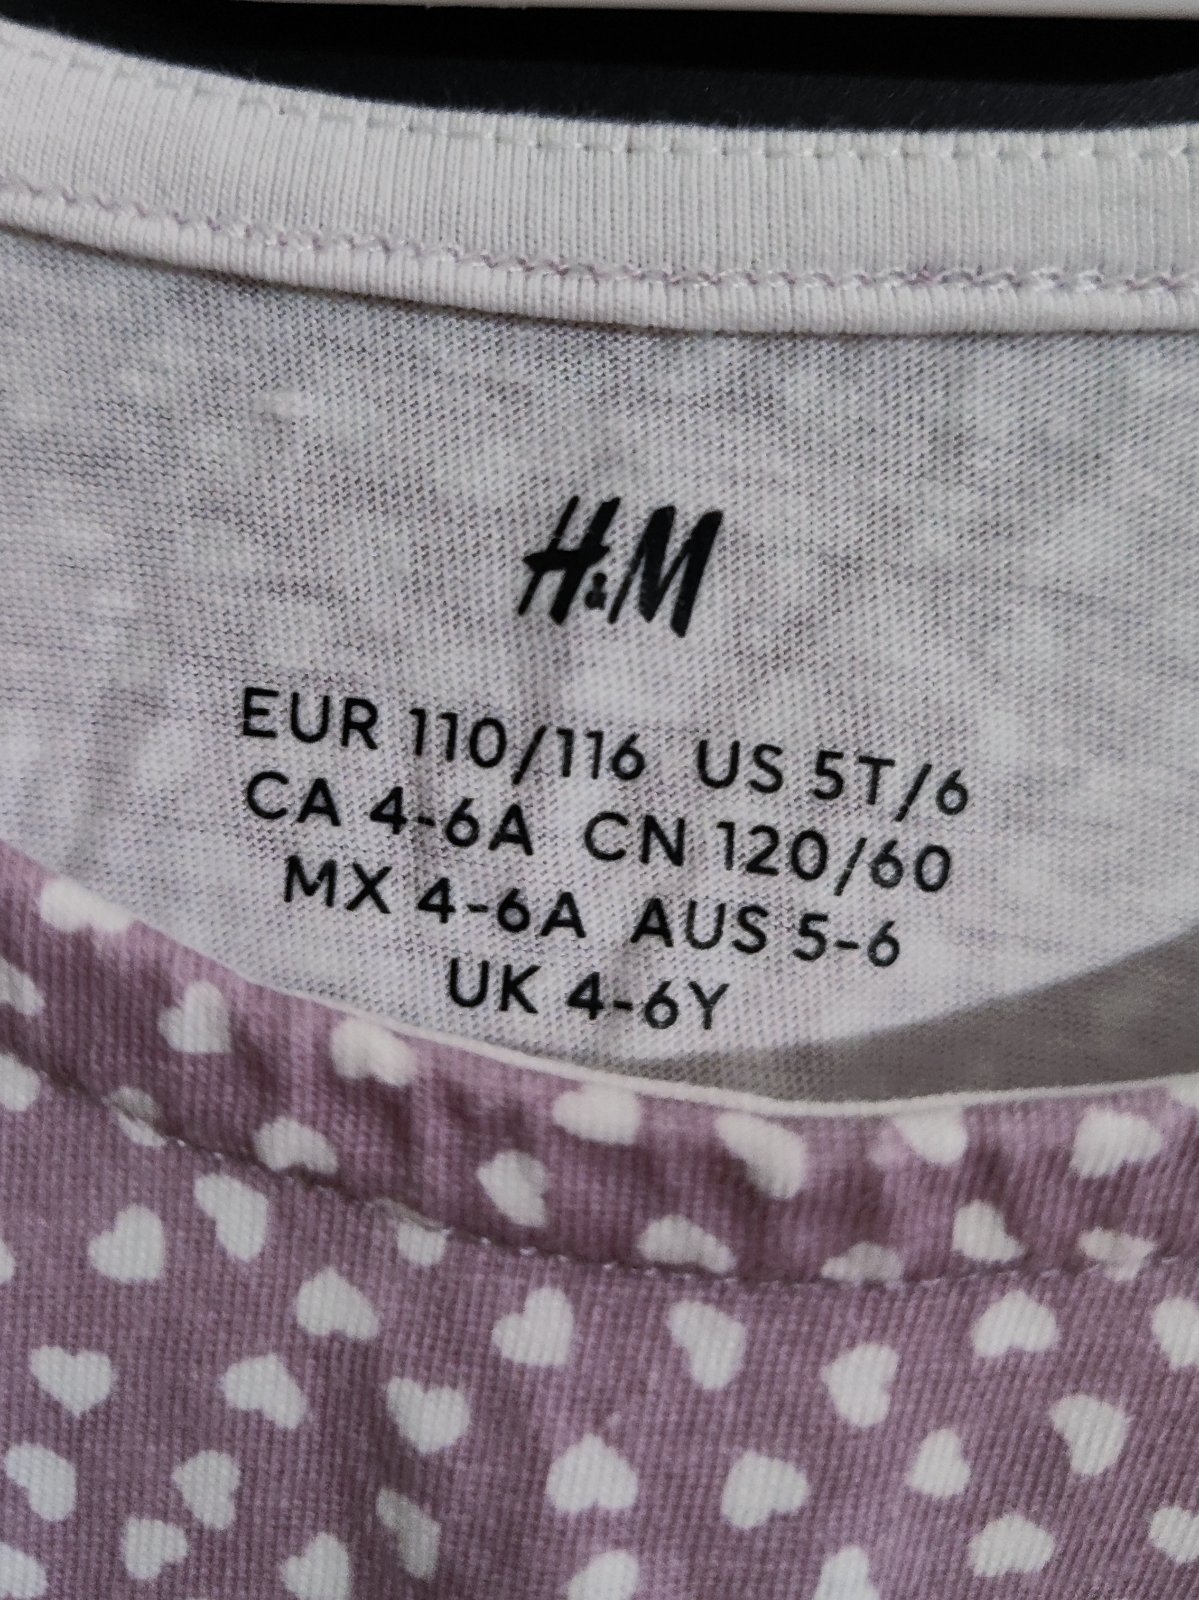 H&M
EUR 110/116 US 5T/6
CA 4-6A CN 120/60
MX 4-6A AUS 5-6
UK 4-6Y